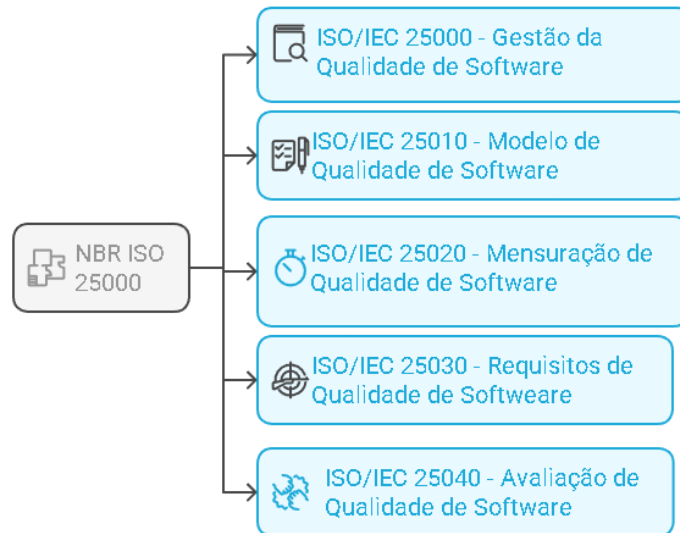 ISO/IEC 25000 - Gestão da
Qualidade de Software
ISO/IEC 25010 - Modelo de
Qualidade de Software
NBR ISO
25000
ISO/IEC 25020 - Mensuração de
Qualidade de Software
ISO/IEC 25030 - Requisitos de
Qualidade de Softweare
ISO/IEC 25040 - Avaliação de
Qualidade de Software